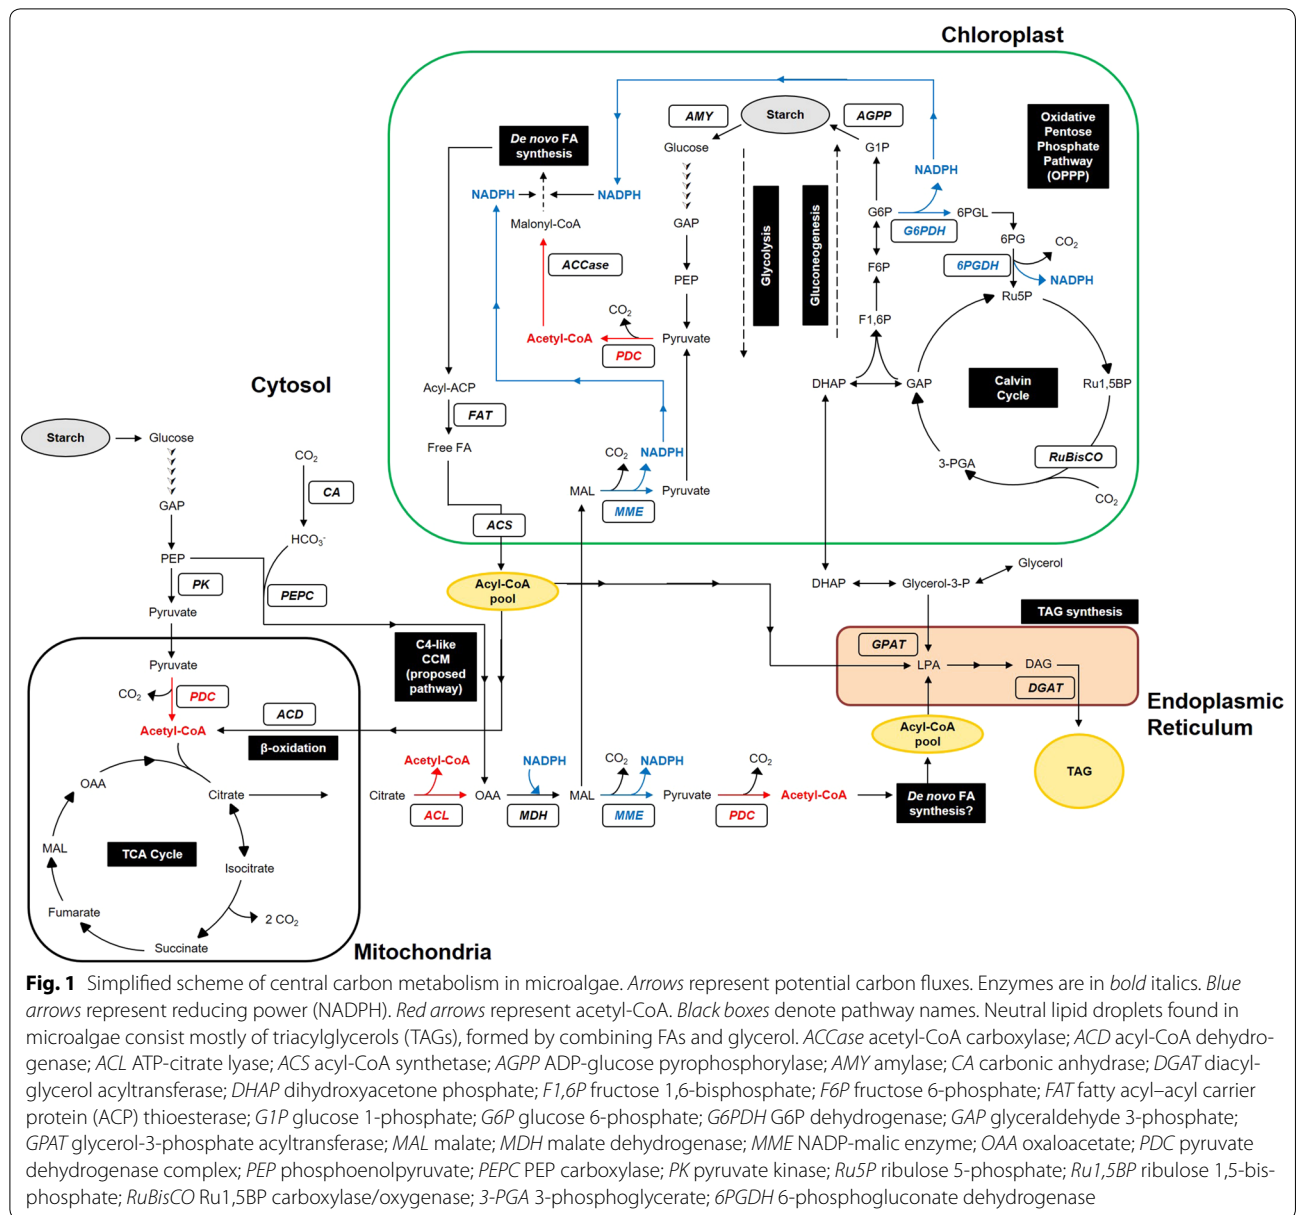 Chloroplast
Starch
AMY
AGPP
Oxidative
Pentose
Phosphate
Pathway
(OPPP)
De novo FA
synthesis
Glucose
G1P
NADPH
NADPH
NADPH
Malonyl-CoA
GAP
G6P
6PGL
G6PDH
6PG
CO2
ACCase
Glycolysis
Gluconeogenesis
F6P
6PGDH
NADPH
PEP
Ru5P
CO2
F1,6P
Acetyl-CoA
PDC
Pyruvate
Cytosol
Acyl-ACP
DHAP
GAP
Calvin
Cycle
Ru1,5BP
FAT
Starch
Glucose
Free FA
CO2
CO2
NADPH
3-PGA
RuBisCO
CA
MAL
Pyruvate
CO2
GAP
MME
ACS
HCO3-
PEP
PK
PEPC
Acyl-CoA
pool
DHAP
Glycerol-3-P
Glycerol
Pyruvate
TAG synthesis
C4-like
CCM
(proposed
pathway)
GPAT
Pyruvate
LPA
DAG
CO2
PDC
DGAT
Endoplasmic
Reticulum
ACD
Acetyl-CoA
β-oxidation
Acyl-CoA
pool
Acetyl-CoA
NADPH
CO2
NADPH
CO2
TAG
OAA
Citrate
Citrate
OAA
MAL
Pyruvate
Acetyl-CoA
De novo FA
synthesis?
ACL
MDH
MME
PDC
MAL
TCA Cycle
Isocitrate
Fumarate
2 CO2
Succinate
Mitochondria
Fig. 1 Simplified scheme of central carbon metabolism in microalgae. Arrows represent potential carbon fluxes. Enzymes are in bold italics. Blue
arrows represent reducing power (NADPH). Red arrows represent acetyl-CoA. Black boxes denote pathway names. Neutral lipid droplets found in
microalgae consist mostly of triacylglycerols (TAGs), formed by combining FAs and glycerol. ACCase acetyl-CoA carboxylase; ACD acyl-CoA dehydro-
genase; ACL ATP-citrate lyase; ACS acyl-CoA synthetase; AGPP ADP-glucose pyrophosphorylase; AMY amylase; CA carbonic anhydrase; DGAT diacyl-
glycerol acyltransferase; DHAP dihydroxyacetone phosphate; F1,6P fructose 1,6-bisphosphate; F6P fructose 6-phosphate; FAT fatty acyl–acyl carrier
protein (ACP) thioesterase; G1P glucose 1-phosphate; G6P glucose 6-phosphate; G6PDH G6P dehydrogenase; GAP glyceraldehyde 3-phosphate;
GPAT glycerol-3-phosphate acyltransferase; MAL malate; MDH malate dehydrogenase; MME NADP-malic enzyme; OAA oxaloacetate; PDC pyruvate
dehydrogenase complex; PEP phosphoenolpyruvate; PEPC PEP carboxylase; PK pyruvate kinase; Ru5P ribulose 5-phosphate; Ru1,5BP ribulose 1,5-bis-
phosphate; RuBisCO Ru1,5BP carboxylase/oxygenase; 3-PGA 3-phosphoglycerate; 6PGDH 6-phosphogluconate dehydrogenase